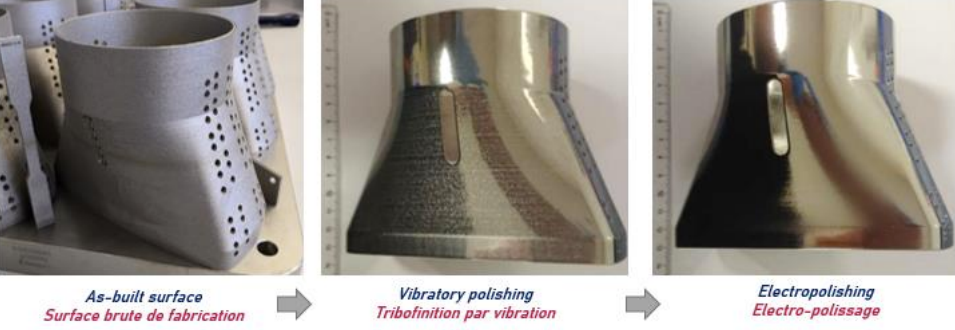 As-built surface
Surface brute de fabrication
Vibratory polishing
Tribofinition par vibration
Electropolishing
Electro-polissage